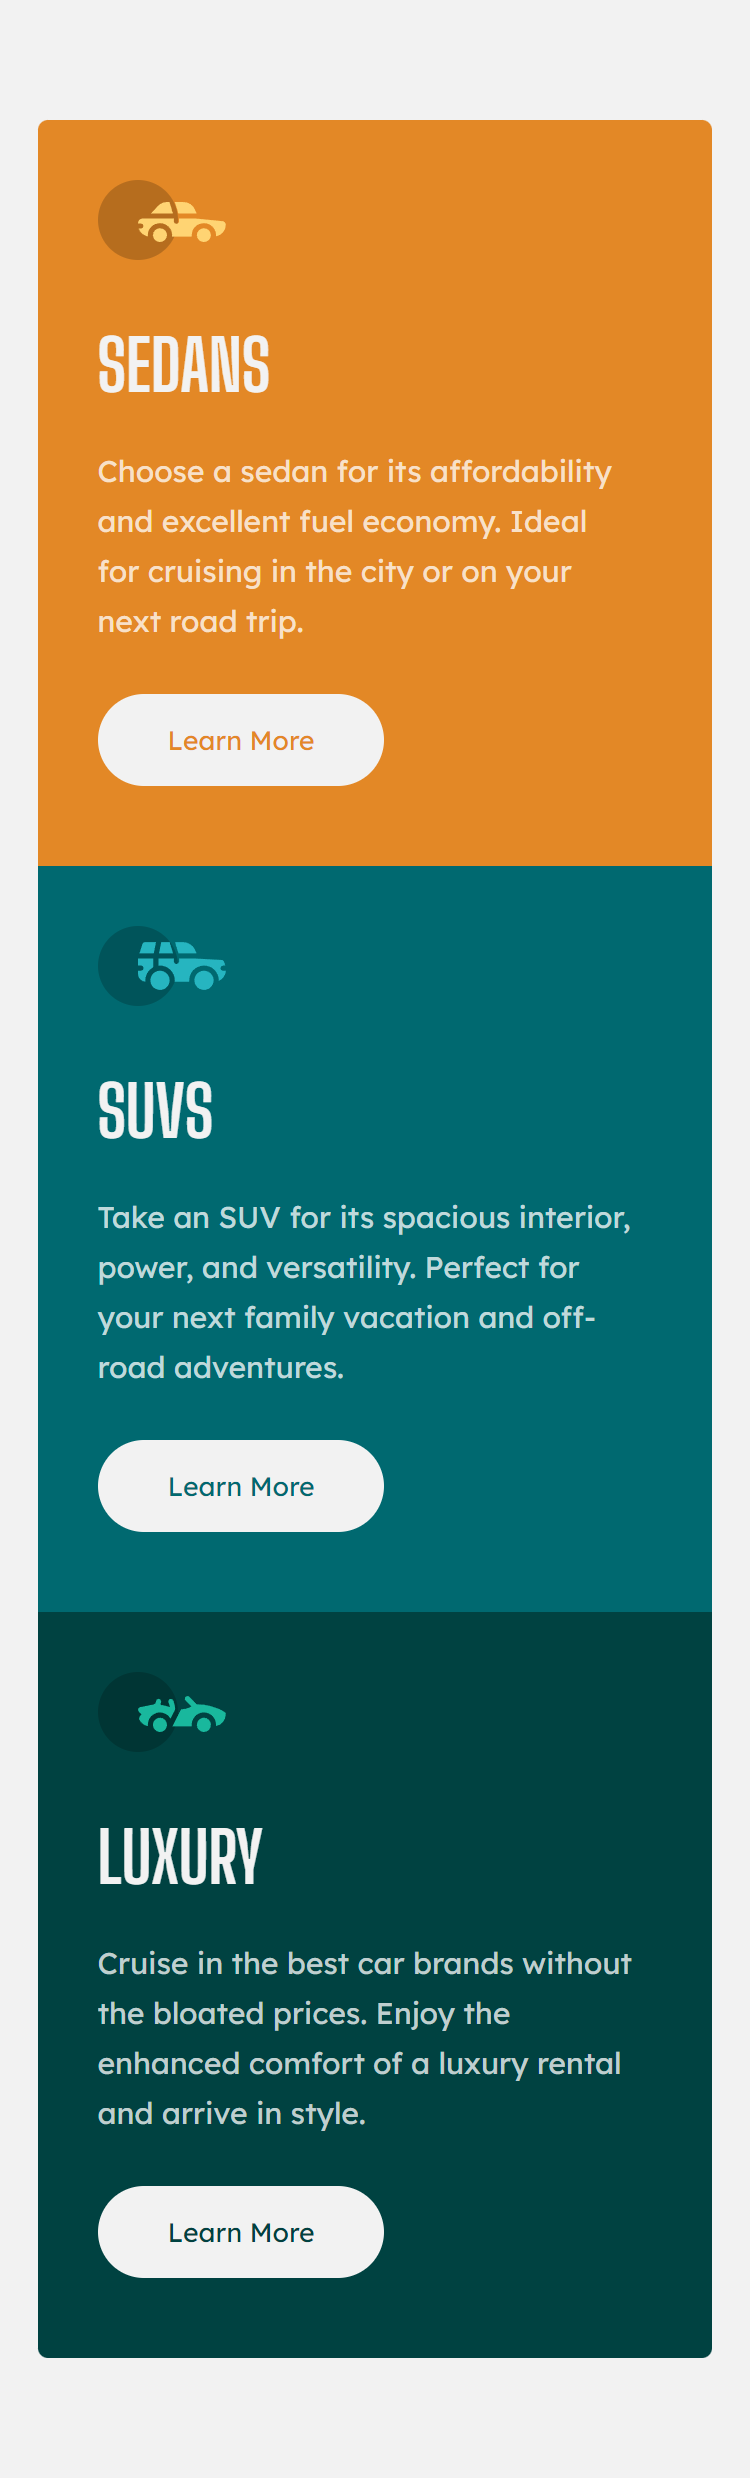 SEDANS
Choose a sedan for its affordability
and excellent fuel economy. Ideal
for cruising in the city or on your
next road trip.
Learn More
SUVS
Take an SUV for its spacious interior,
power, and versatility. Perfect for
your next family vacation and off-
road adventures.
Learn More
LUXURY
Cruise in the best car brands without
the bloated prices. Enjoy the
enhanced comfort of a luxury rental
and arrive in style.
Learn More